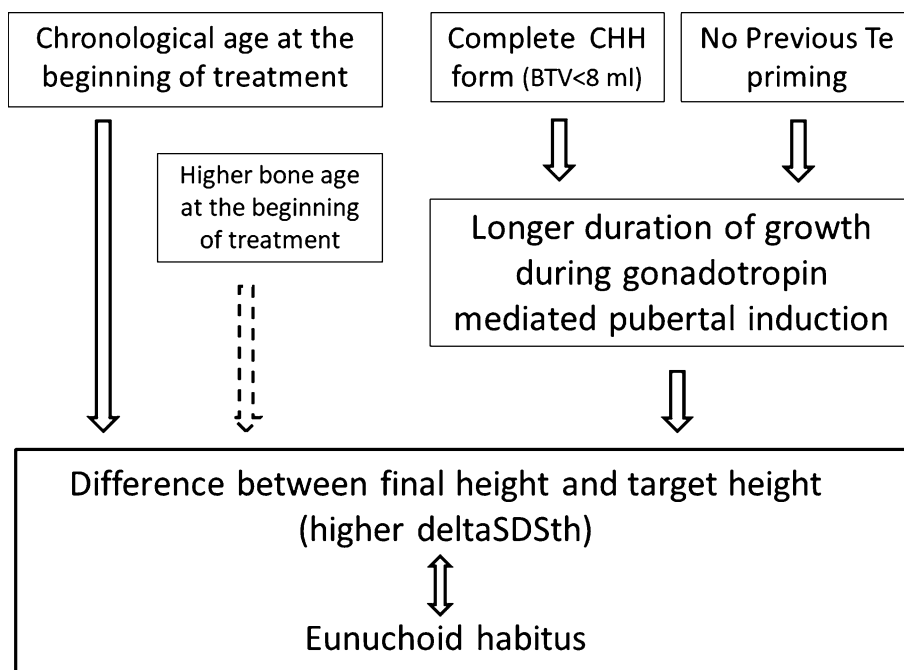 Chronological age at the
beginning of treatment
Complete CHH
form (BTV<8 ml)
No Previous Te
priming
Higher bone age
at the beginning
of treatment
Longer duration of growth
during gonadotropin
mediated pubertal induction
Difference between final height and target height
(higher deltaSDSth)
Eunuchoid habitus